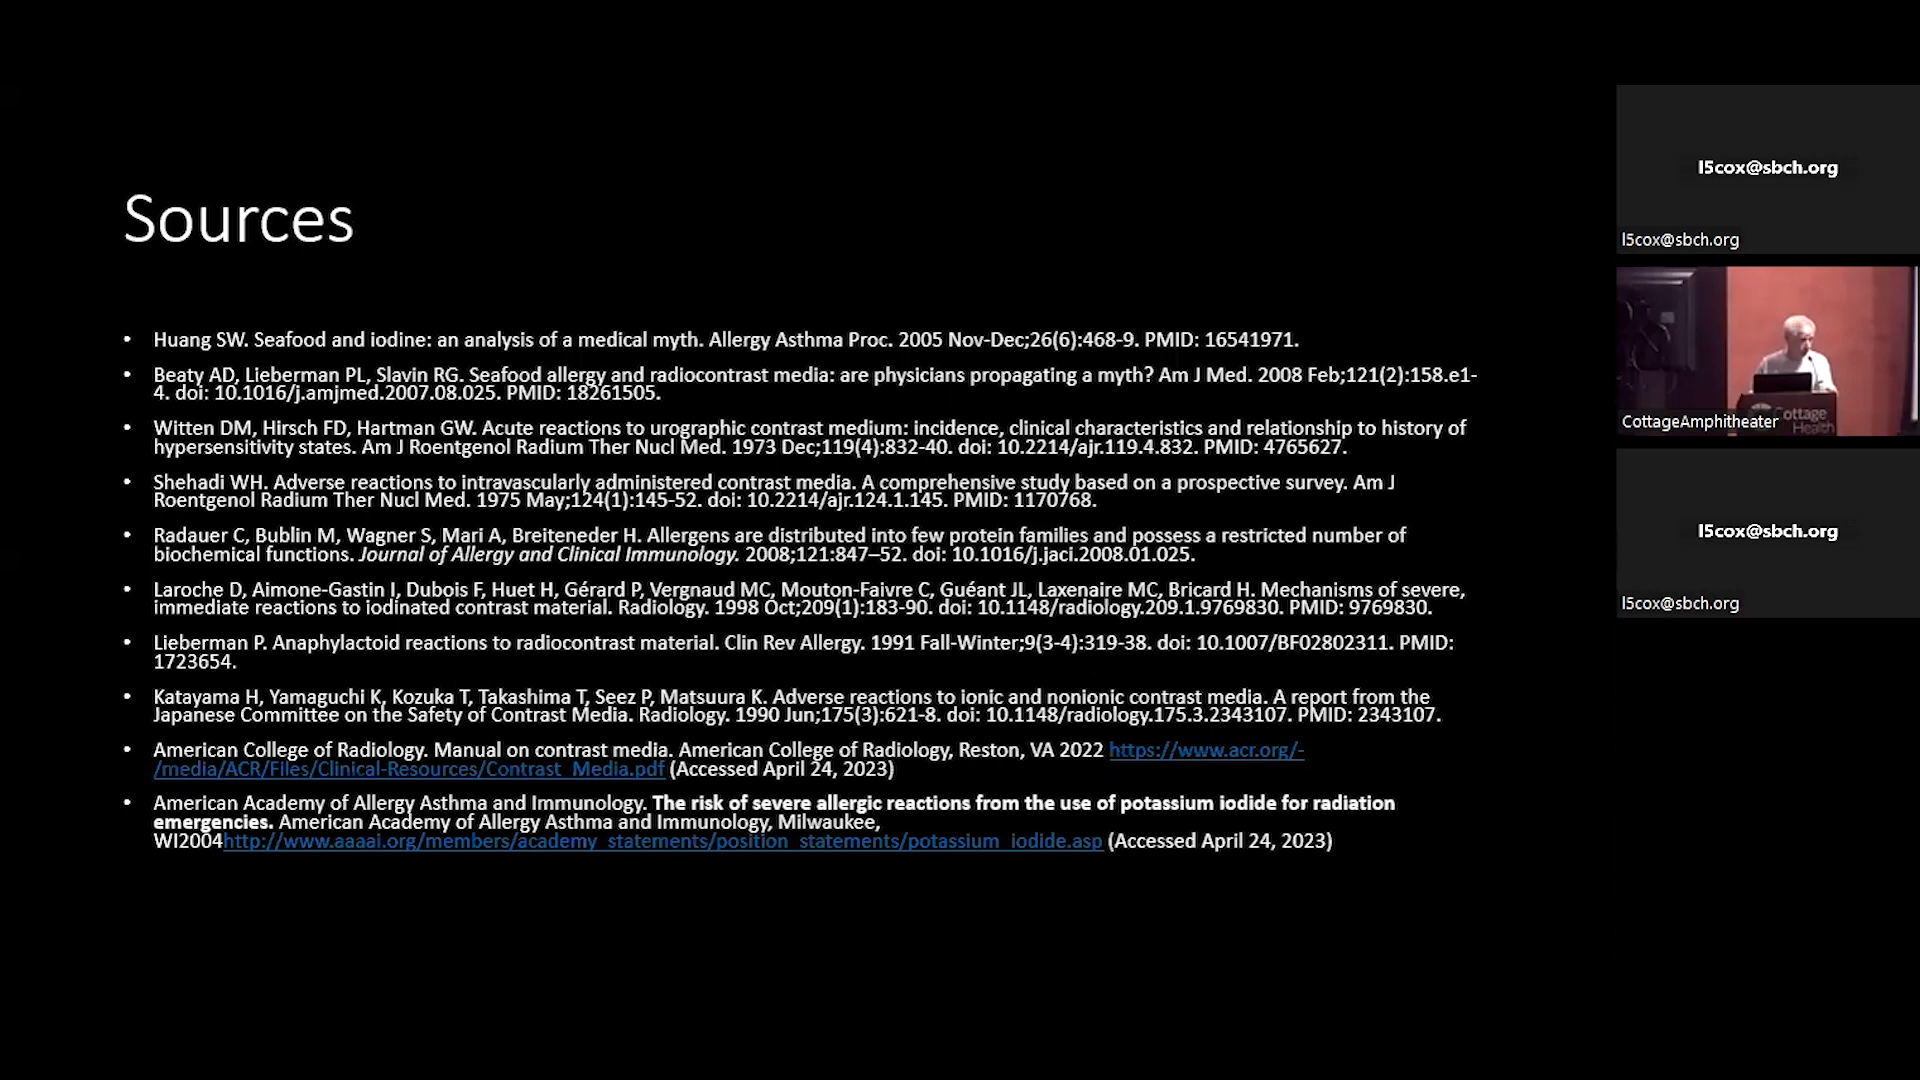 Sources
• Huang SW. Seafood and iodine: an analysis of a medical myth. Allergy Asthma Proc. 2005 Nov-Dec;26(6):468-9. PMID: 16541971.
• Beaty AD, Lieberman PL, Slavin RG. Seafood allergy and radiocontrast media: are physicians propagating a myth? Am J Med. 2008 Feb;121(2):158.e1-
4. doi: 10.1016/j.amjmed.2007.08.025. PMID: 18261505.
• Witten DM, Hirsch FD, Hartman GW. Acute reactions to urographic contrast medium: incidence, clinical characteristics and relationship to history of
hypersensitivity states. Am J Roentgenol Radium Ther Nucl Med. 1973 Dec;119(4):832-40. doi: 10.2214/ajr.119.4.832. PMID: 4765627.
• Shehadi WH. Adverse reactions to intravascularly administered contrast media. A comprehensive study based on a prospective survey. Am J
Roentgenol Radium Ther Nucl Med. 1975 May;124(1):145-52. doi: 10.2214/ajr.124.1.145. PMID: 1170768.
• Radauer C, Bublin M, Wagner S, Mari A, Breiteneder H. Allergens are distributed into few protein families and possess a restricted number of
biochemical functions. Journal of Allergy and Clinical Immunology. 2008;121:847–52. doi: 10.1016/j.jaci.2008.01.025.
• Laroche D, Aimone-Gastin I, Dubois F, Huet H, Gérard P, Vergnaud MC, Mouton-Faivre C, Guéant JL, Laxenaire MC, Bricard H. Mechanisms of severe,
immediate reactions to iodinated contrast material. Radiology. 1998 Oct;209(1):183-90. doi: 10.1148/radiology.209.1.9769830. PMID: 9769830.
• Lieberman P. Anaphylactoid reactions to radiocontrast material. Clin Rev Allergy. 1991 Fall-Winter;9(3-4):319-38. doi: 10.1007/BF02802311. PMID:
1723654.
• Katayama H, Yamaguchi K, Kozuka T, Takashima T, Seez P, Matsuura K. Adverse reactions to ionic and nonionic contrast media. A report from the
Japanese Committee on the Safety of Contrast Media. Radiology. 1990 Jun;175(3):621-8. doi: 10.1148/radiology.175.3.2343107. PMID: 2343107.
• American College of Radiology. Manual on contrast media. American College of Radiology, Reston, VA 2022 https://www.acr.org/-
/media/ACR/Files/Clinical-Resources/Contrast_Media.pdf (Accessed April 24, 2023)
• American Academy of Allergy Asthma and Immunology. The risk of severe allergic reactions from the use of potassium iodide for radiation
emergencies. American Academy of Allergy Asthma and Immunology, Milwaukee,
WI2004http://www.aaaai.org/members/academy_statements/position_statements/potassium_iodide.asp (Accessed April 24, 2023)
l5cox@sbch.org
l5cox@sbch.org
Cottage
Health
CottageAmphitheater
l5cox@sbch.org
l5cox@sbch.org